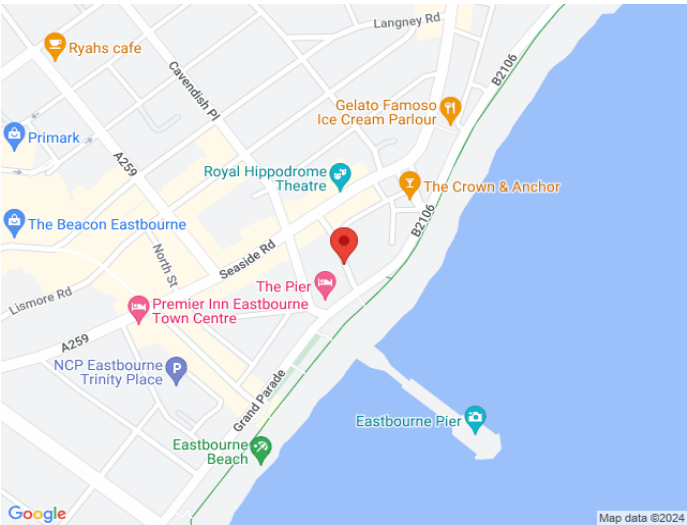 Langney Rd
Ryahs cafe
B2106
Cavendish Pl
Gelato Famoso
Ice Cream Parlour
Primark
A259
Royal Hippodrome
Theatre
The Crown & Anchor
The Beacon Eastbourne
B2106
North St
Seaside Rd
The Pier
Lismore Rd
Premier Inn Eastbourne
Town Centre
A259
NCP Eastbourne
Trinity Place
P
Grand Parade
Eastbourne Pier
Eastbourne
Beach
Google
Map data ©2024